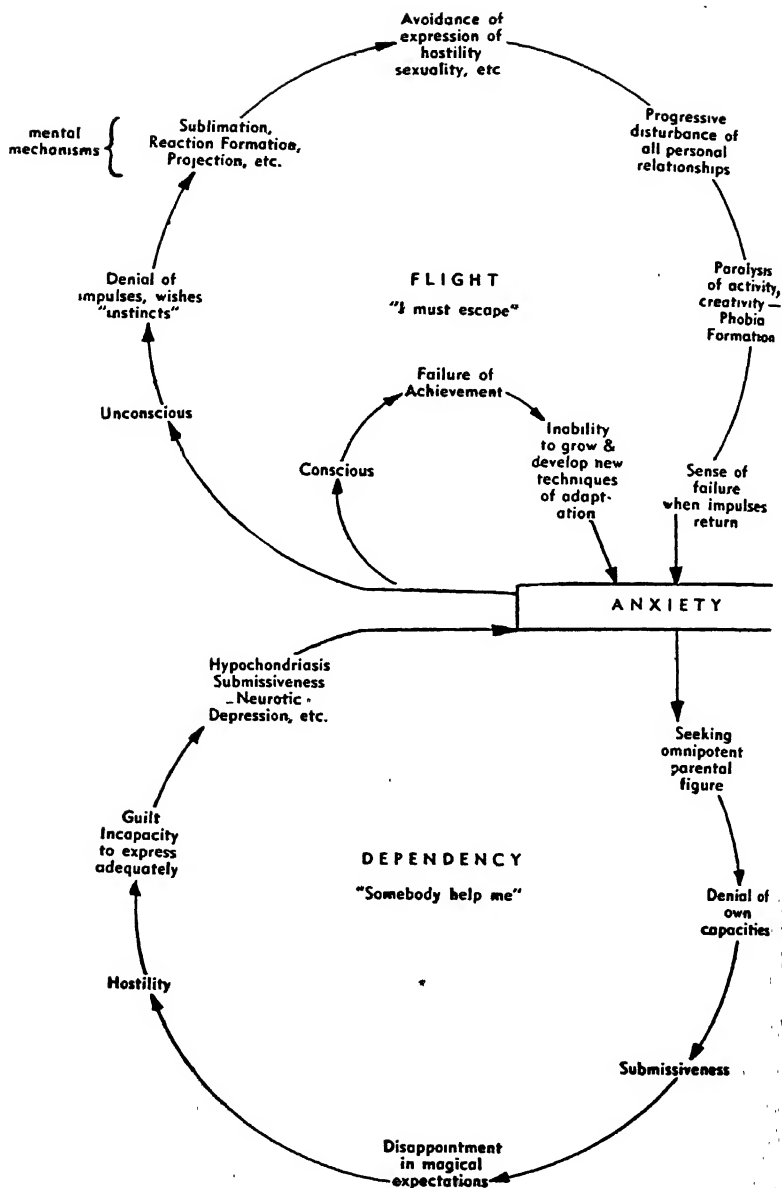 Avoidance of
expression of
hostility
sexuality, etc
mental
mechanisms
Sublimation,
Reaction Formation,
Projection, etc.
Progressive
disturbance of
all personal
relationships
Denial of
impulses, wishes
"instincts"
FLIGHT
"I must escape"
Paralysis
of activity,
creativity —
Phobia
Formation
Unconscious
Failure of
Achievement
Conscious
Inability
to grow &
develop new
techniques
of adapt-
ation
Sense of
failure
when impulses
return
ANXIETY
Hypochondriasis
Submissiveness
Neurotic
Depression, etc.
Seeking
omnipotent
parental
figure
Guilt
Incapacity
to express
adequately
DEPENDENCY
"Somebody help me"
Denial of
own
capacities
Hostility
Submissiveness
Disappointment
in magical
expectations